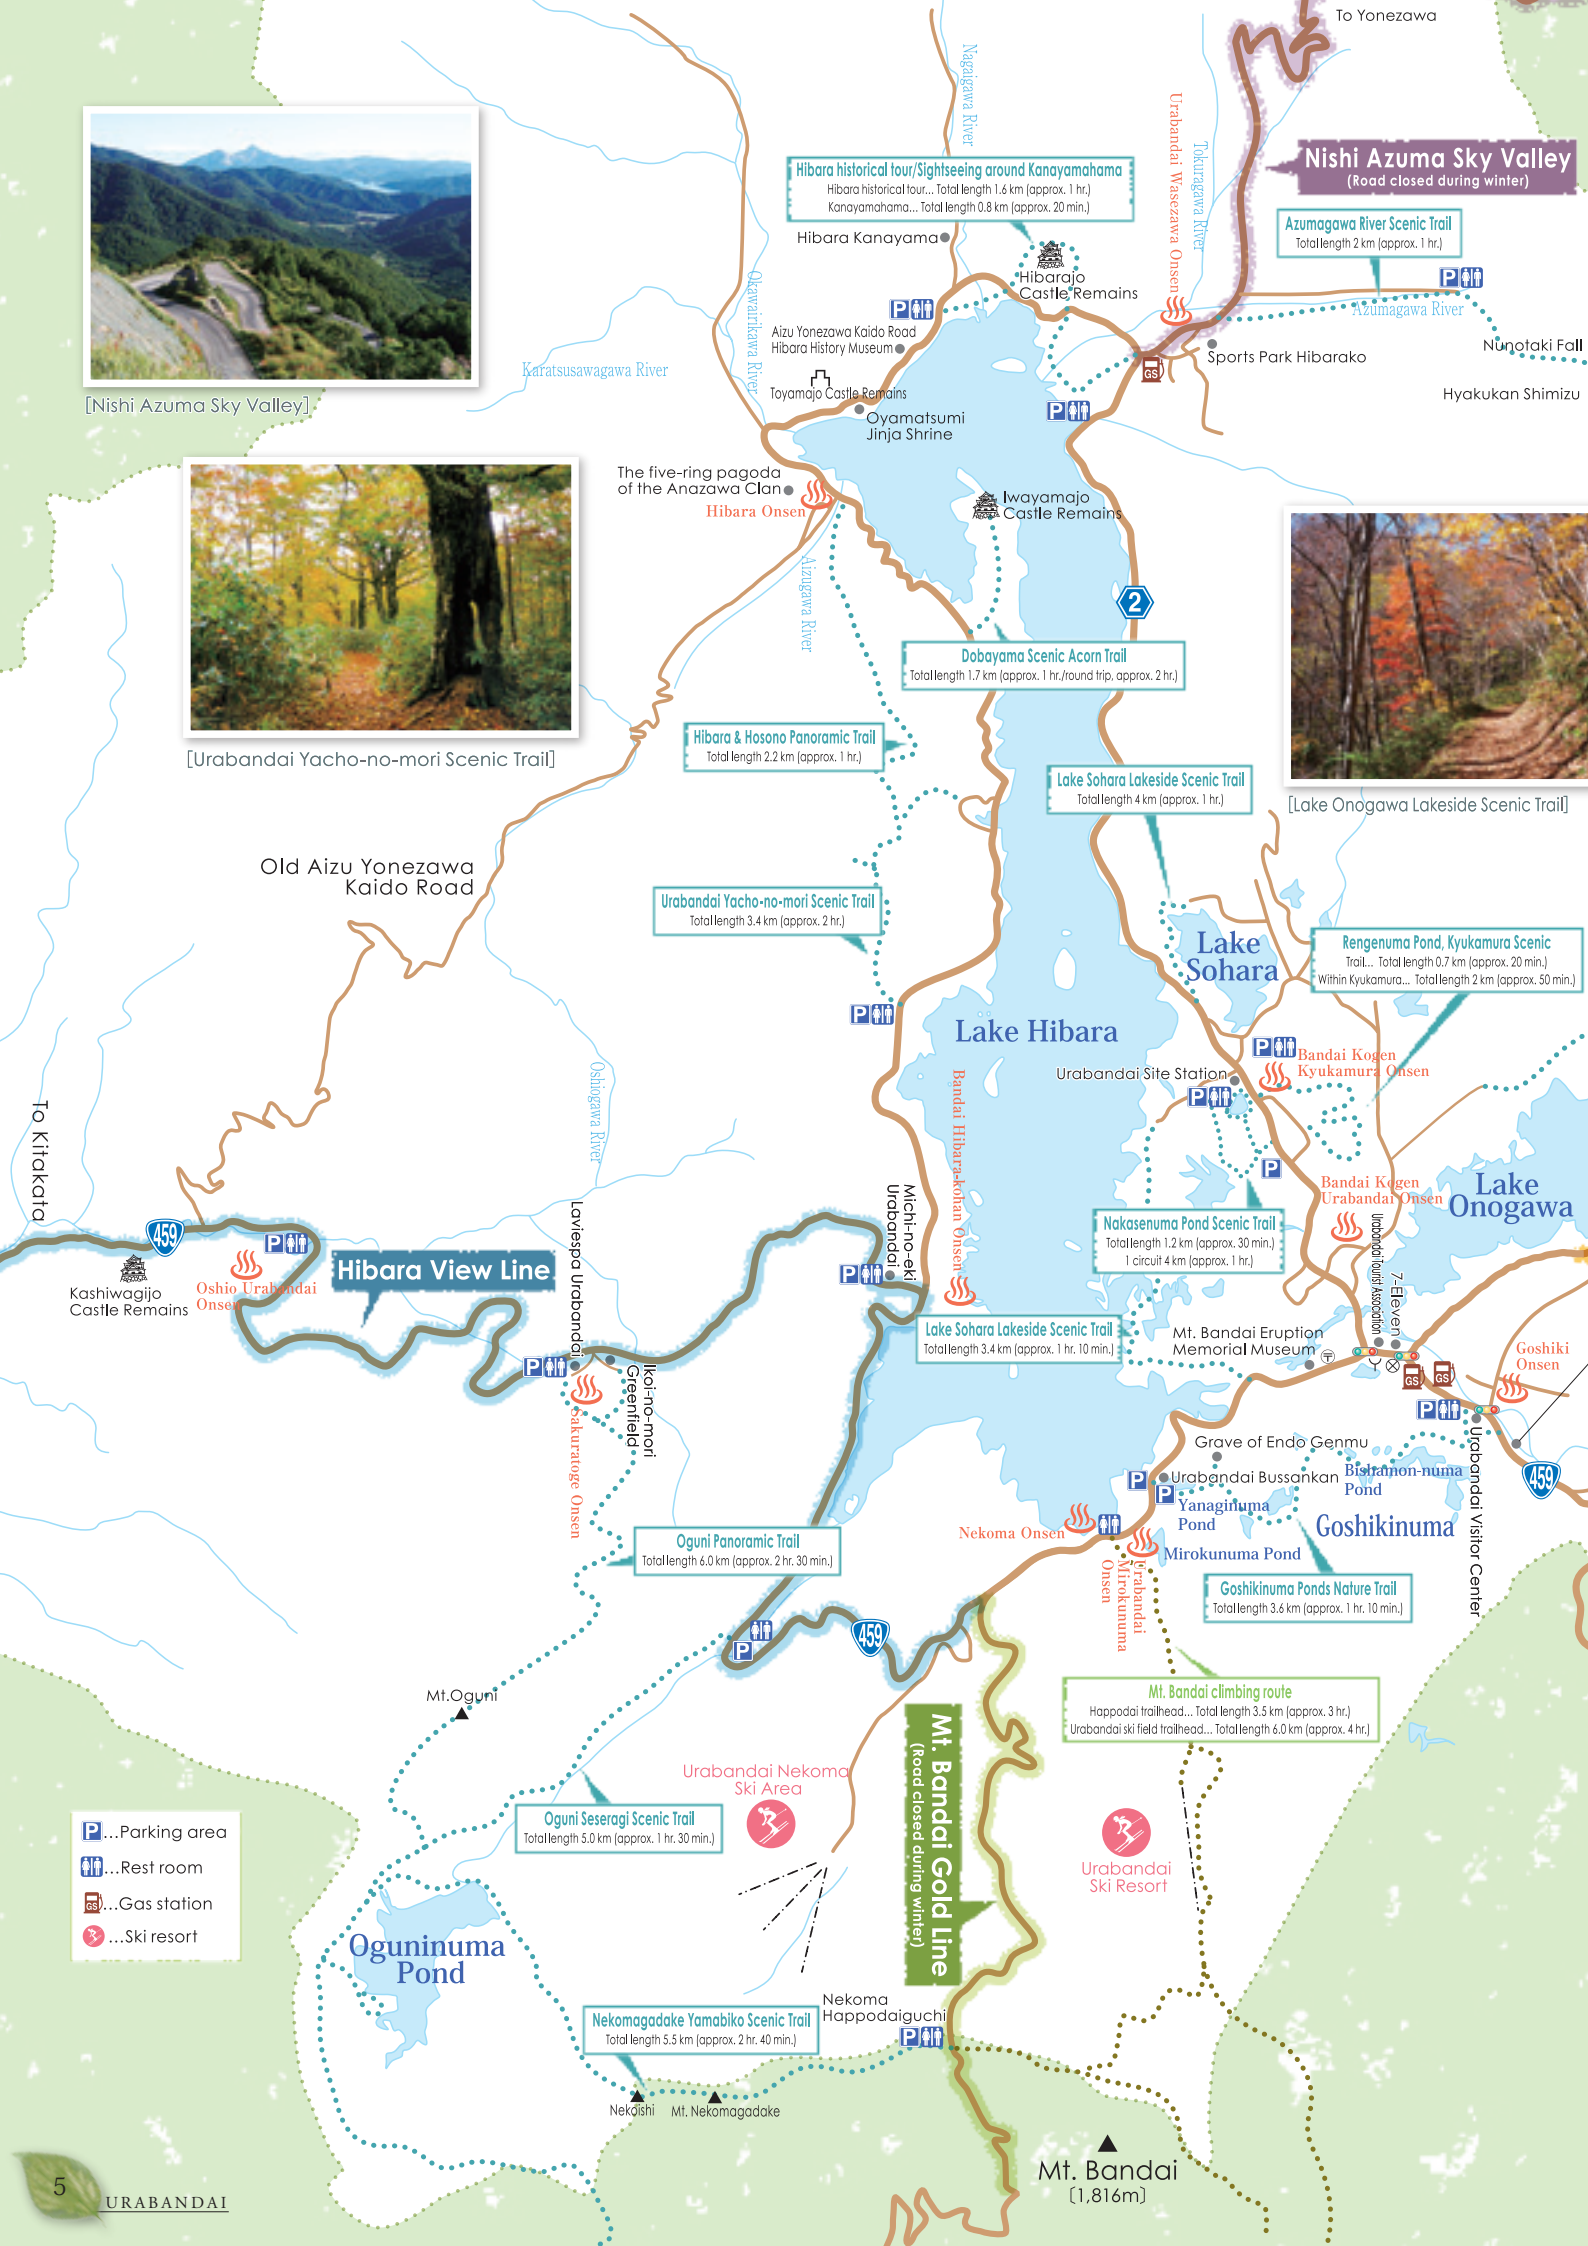 To Yonezawa
Nagaigawa River
Urabandai Wasezawa Onsen
Tokuragawa River
Nishi Azuma Sky Valley
(Road closed during winter)
Hibara historical tour/Sightseeing around Kanayamahama
Hibara historical tour... Total length 1.6 km (approx. 1 hr.)
Kanayamahama... Total length 0.8 km (approx. 20 min.)
Azumagawa River Scenic Trail
Total length 2 km (approx. 1 hr.)
Hibara Kanayama
Hibarajo
Castle Remains
P
Okawairikawa River
P
Azumagawa River
Aizu Yonezawa Kaido Road
Hibara History Museum
Sports Park Hibarako
Nunotaki Fall
GS
Karatsusawagawa River
Toyamajo Castle Remains
Hyakukan Shimizu
[Nishi Azuma Sky Valley]
P
Oyamatsumi
Jinja Shrine
The five-ring pagoda
of the Anazawa Clan
Hibara Onsen
Iwayamajo
Castle Remains
Aizugawa River
2
Dobayama Scenic Acorn Trail
Total length 1.7 km (approx. 1 hr./round trip, approx. 2 hr.)
Hibara & Hosono Panoramic Trail
Total length 2.2 km (approx. 1 hr.)
[Urabandai Yacho-no-mori Scenic Trail]
Lake Sohara Lakeside Scenic Trail
Total length 4 km (approx. 1 hr.)
[Lake Onogawa Lakeside Scenic Trail]
Old Aizu Yonezawa
Kaido Road
Urabandai Yacho-no-mori Scenic Trail
Total length 3.4 km (approx. 2 hr.)
Lake
Sohara
Rengenuma Pond, Kyukamura Scenic
Trail... Total length 0.7 km (approx. 20 min.)
Within Kyukamura... Total length 2 km (approx. 50 min.)
P
Lake Hibara
P
Bandai Kogen
Kyukamura Onsen
Urabandai Site Station
P
Oshiogawa River
Bandai Hibara-kohan Onsen
To Kitakata
P
Bandai Kogen
Urabandai Onsen
Lake
Onogawa
Michi-no-eki
Urabandai
Laviespa Urabandai
459
P
Hibara View Line
Kashiwagijo
Castle Remains
Oshio Urabandai
Onsen
P
Nakasenuma Pond Scenic Trail
Total length 1.2 km (approx. 30 min.)
1 circuit 4 km (approx. 1 hr.)
Urabandai Tourist Association
7-Eleven
Lake Sohara Lakeside Scenic Trail
Total length 3.4 km (approx. 1 hr. 10 min.)
Mt. Bandai Eruption
Memorial Museum
〒
Goshiki
Onsen
GS
GS
P
Ikoi-no-mori
Greenfield
Sakuratoge Onsen
P
Grave of Endo Genmu
Urabandai Bussankan
Bishamon-numa
Pond
Urabandai Visitor Center
459
P
P
Yanaginuma
Pond
Goshikinuma
Nekoma Onsen
Mirokunuma Pond
Urabandai
Mirokunuma
Onsen
Oguni Panoramic Trail
Total length 6.0 km (approx. 2 hr. 30 min.)
Goshikinuma Ponds Nature Trail
Total length 3.6 km (approx. 1 hr. 10 min.)
P
459
Mt.Oguni
Mt. Bandai climbing route
Happodai trailhead... Total length 3.5 km (approx. 3 hr.)
Urabandai ski field trailhead... Total length 6.0 km (approx. 4 hr.)
Mt. Bandai Gold Line
(Road closed during winter)
Urabandai Nekoma
Ski Area
Oguni Seseragi Scenic Trail
Total length 5.0 km (approx. 1 hr. 30 min.)
Urabandai
Ski Resort
P...Parking area
...Rest room
GS...Gas station
...Ski resort
Oguninuma
Pond
Nekoma
Happodaiguchi
P
Nekomagadake Yamabiko Scenic Trail
Total length 5.5 km (approx. 2 hr. 40 min.)
Nekoishi
Mt. Nekomagadake
Mt. Bandai
[1,816m]
5
URABANDAI